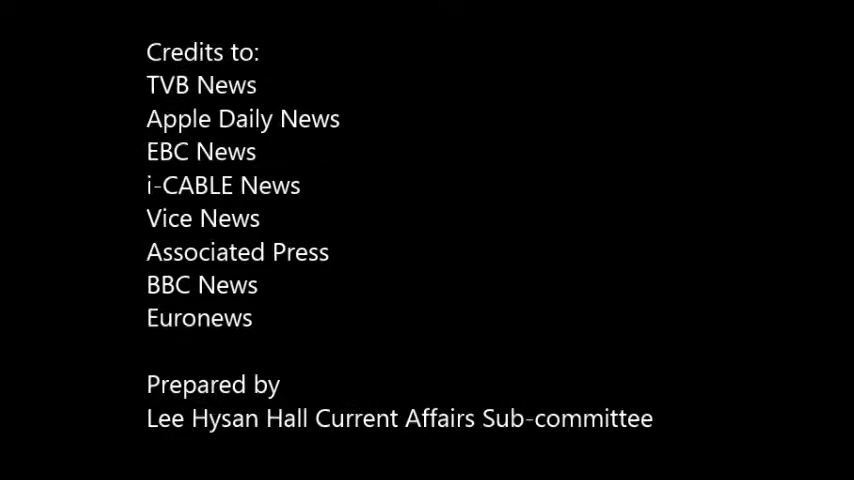 Credits to:
TVB News
Apple Daily News
EBC News
i-CABLE News
Vice News
Associated Press
BBC News
Euronews
Prepared by
Lee Hysan Hall Current Affairs Sub-committee